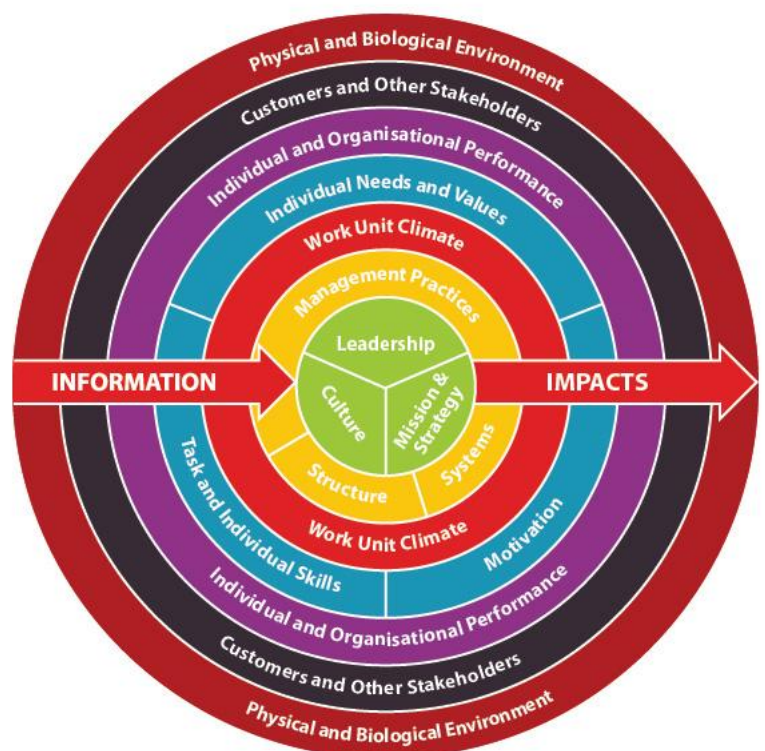 Physical and Biological Environment
Customers and Other Stakeholders
Individual and Organisational Performance
Individual Needs and Values
Work Unit Climate
Management Practices
Leadership
INFORMATION
IMPACTS
Culture
Mission &
Strategy
Structure
Systems
Task and Individual Skills
Work Unit Climate
Motivation
Individual and Organisational Performance
Customers and Other Stakeholders
Physical and Biological Environment